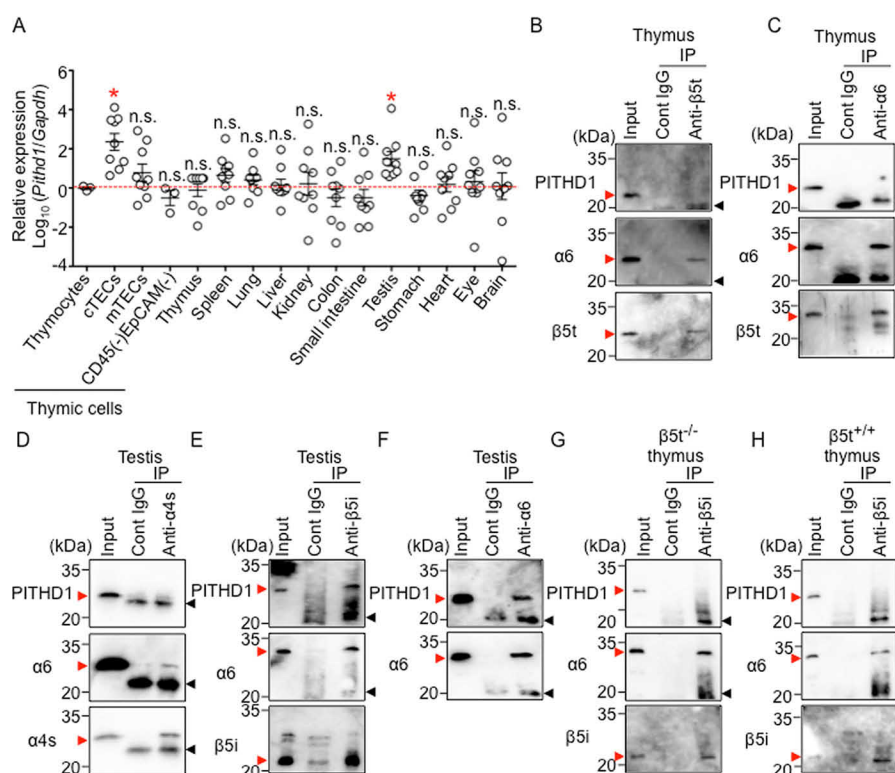 A
Relative expression
Log10 (Pithd1/Gapdh)
6
4
2
0
-2
-4
*
n.s.
n.s.
n.s.
n.s.
n.s.
n.s.
n.s.
n.s.
n.s.
*
n.s.
n.s.
n.s.
n.s.
Thymocytes
cTECs
mTECs
CD45(-)EpCAM(-)
Thymus
Spleen
Lung
Liver
Kidney
Colon
Small intestine
Testis
Stomach
Heart
Eye
Brain
Thymic cells
B
Thymus
IP
Input
Cont IgG
Anti-β5t
(kDa)
35
PITHD1
20
35
α6
20
35
β5t
20
C
Thymus
IP
Input
Cont IgG
Anti-α6
(kDa)
35
PITHD1
20
35
α6
20
35
β5t
20
D
Testis
IP
Input
Cont IgG
Anti-α4s
(kDa)
35
PITHD1
20
35
α6
20
35
α4s
20
E
Testis
IP
Input
Cont IgG
Anti-β5i
35
PITHD1
20
35
α6
20
35
β5i
20
F
Testis
IP
Input
Cont IgG
Anti-α6
(kDa)
35
PITHD1
20
35
α6
20
G
β5t-/-
thymus
IP
Input
Cont IgG
Anti-β5i
(kDa)
35
PITHD1
20
35
α6
20
35
β5i
20
H
β5t+/+
thymus
IP
Input
Cont IgG
Anti-β5i
(kDa)
35
PITHD1
20
35
α6
20
35
β5i
20